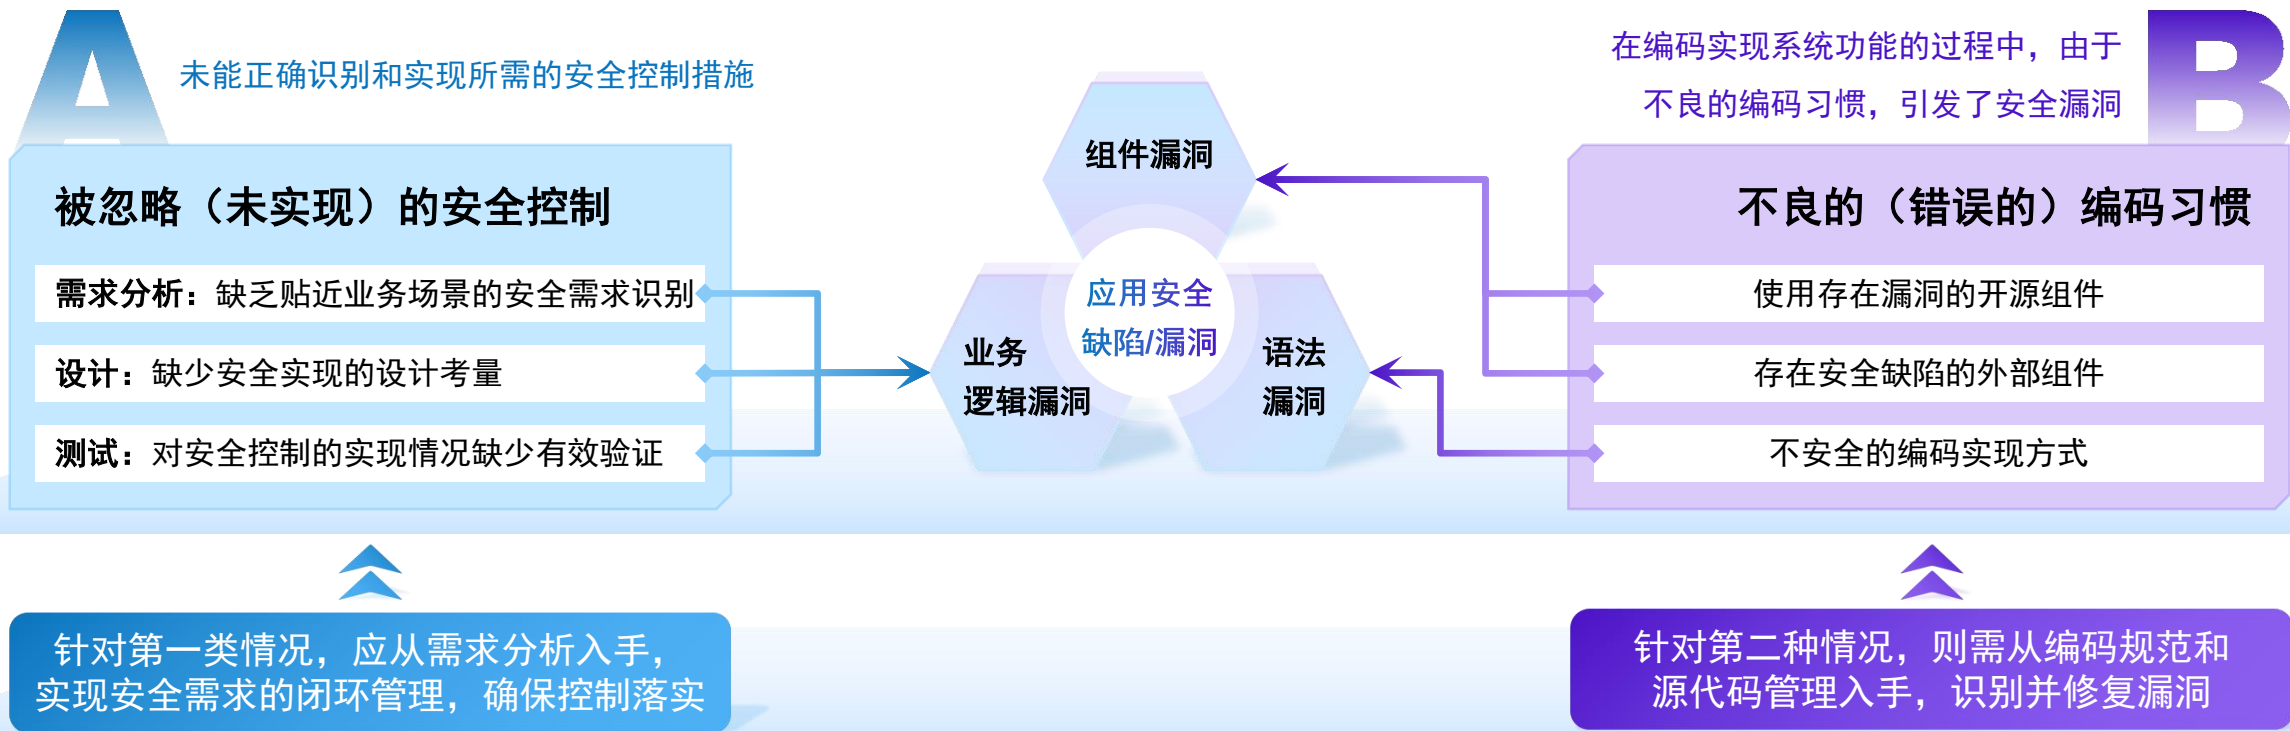 A
未能正确识别和实现所需的安全控制措施
被忽略（未实现）的安全控制
需求分析：缺乏贴近业务场景的安全需求识别
设计：缺少安全实现的设计考量
测试：对安全控制的实现情况缺少有效验证
针对第一类情况，应从需求分析入手，
实现安全需求的闭环管理，确保控制落实
组件漏洞
应用安全
缺陷/漏洞
业务
逻辑漏洞
语法
漏洞
B
在编码实现系统功能的过程中，由于
不良的编码习惯，引发了安全漏洞
不良的（错误的）编码习惯
使用存在漏洞的开源组件
存在安全缺陷的外部组件
不安全的编码实现方式
针对第二种情况，则需从编码规范和
源代码管理入手，识别并修复漏洞